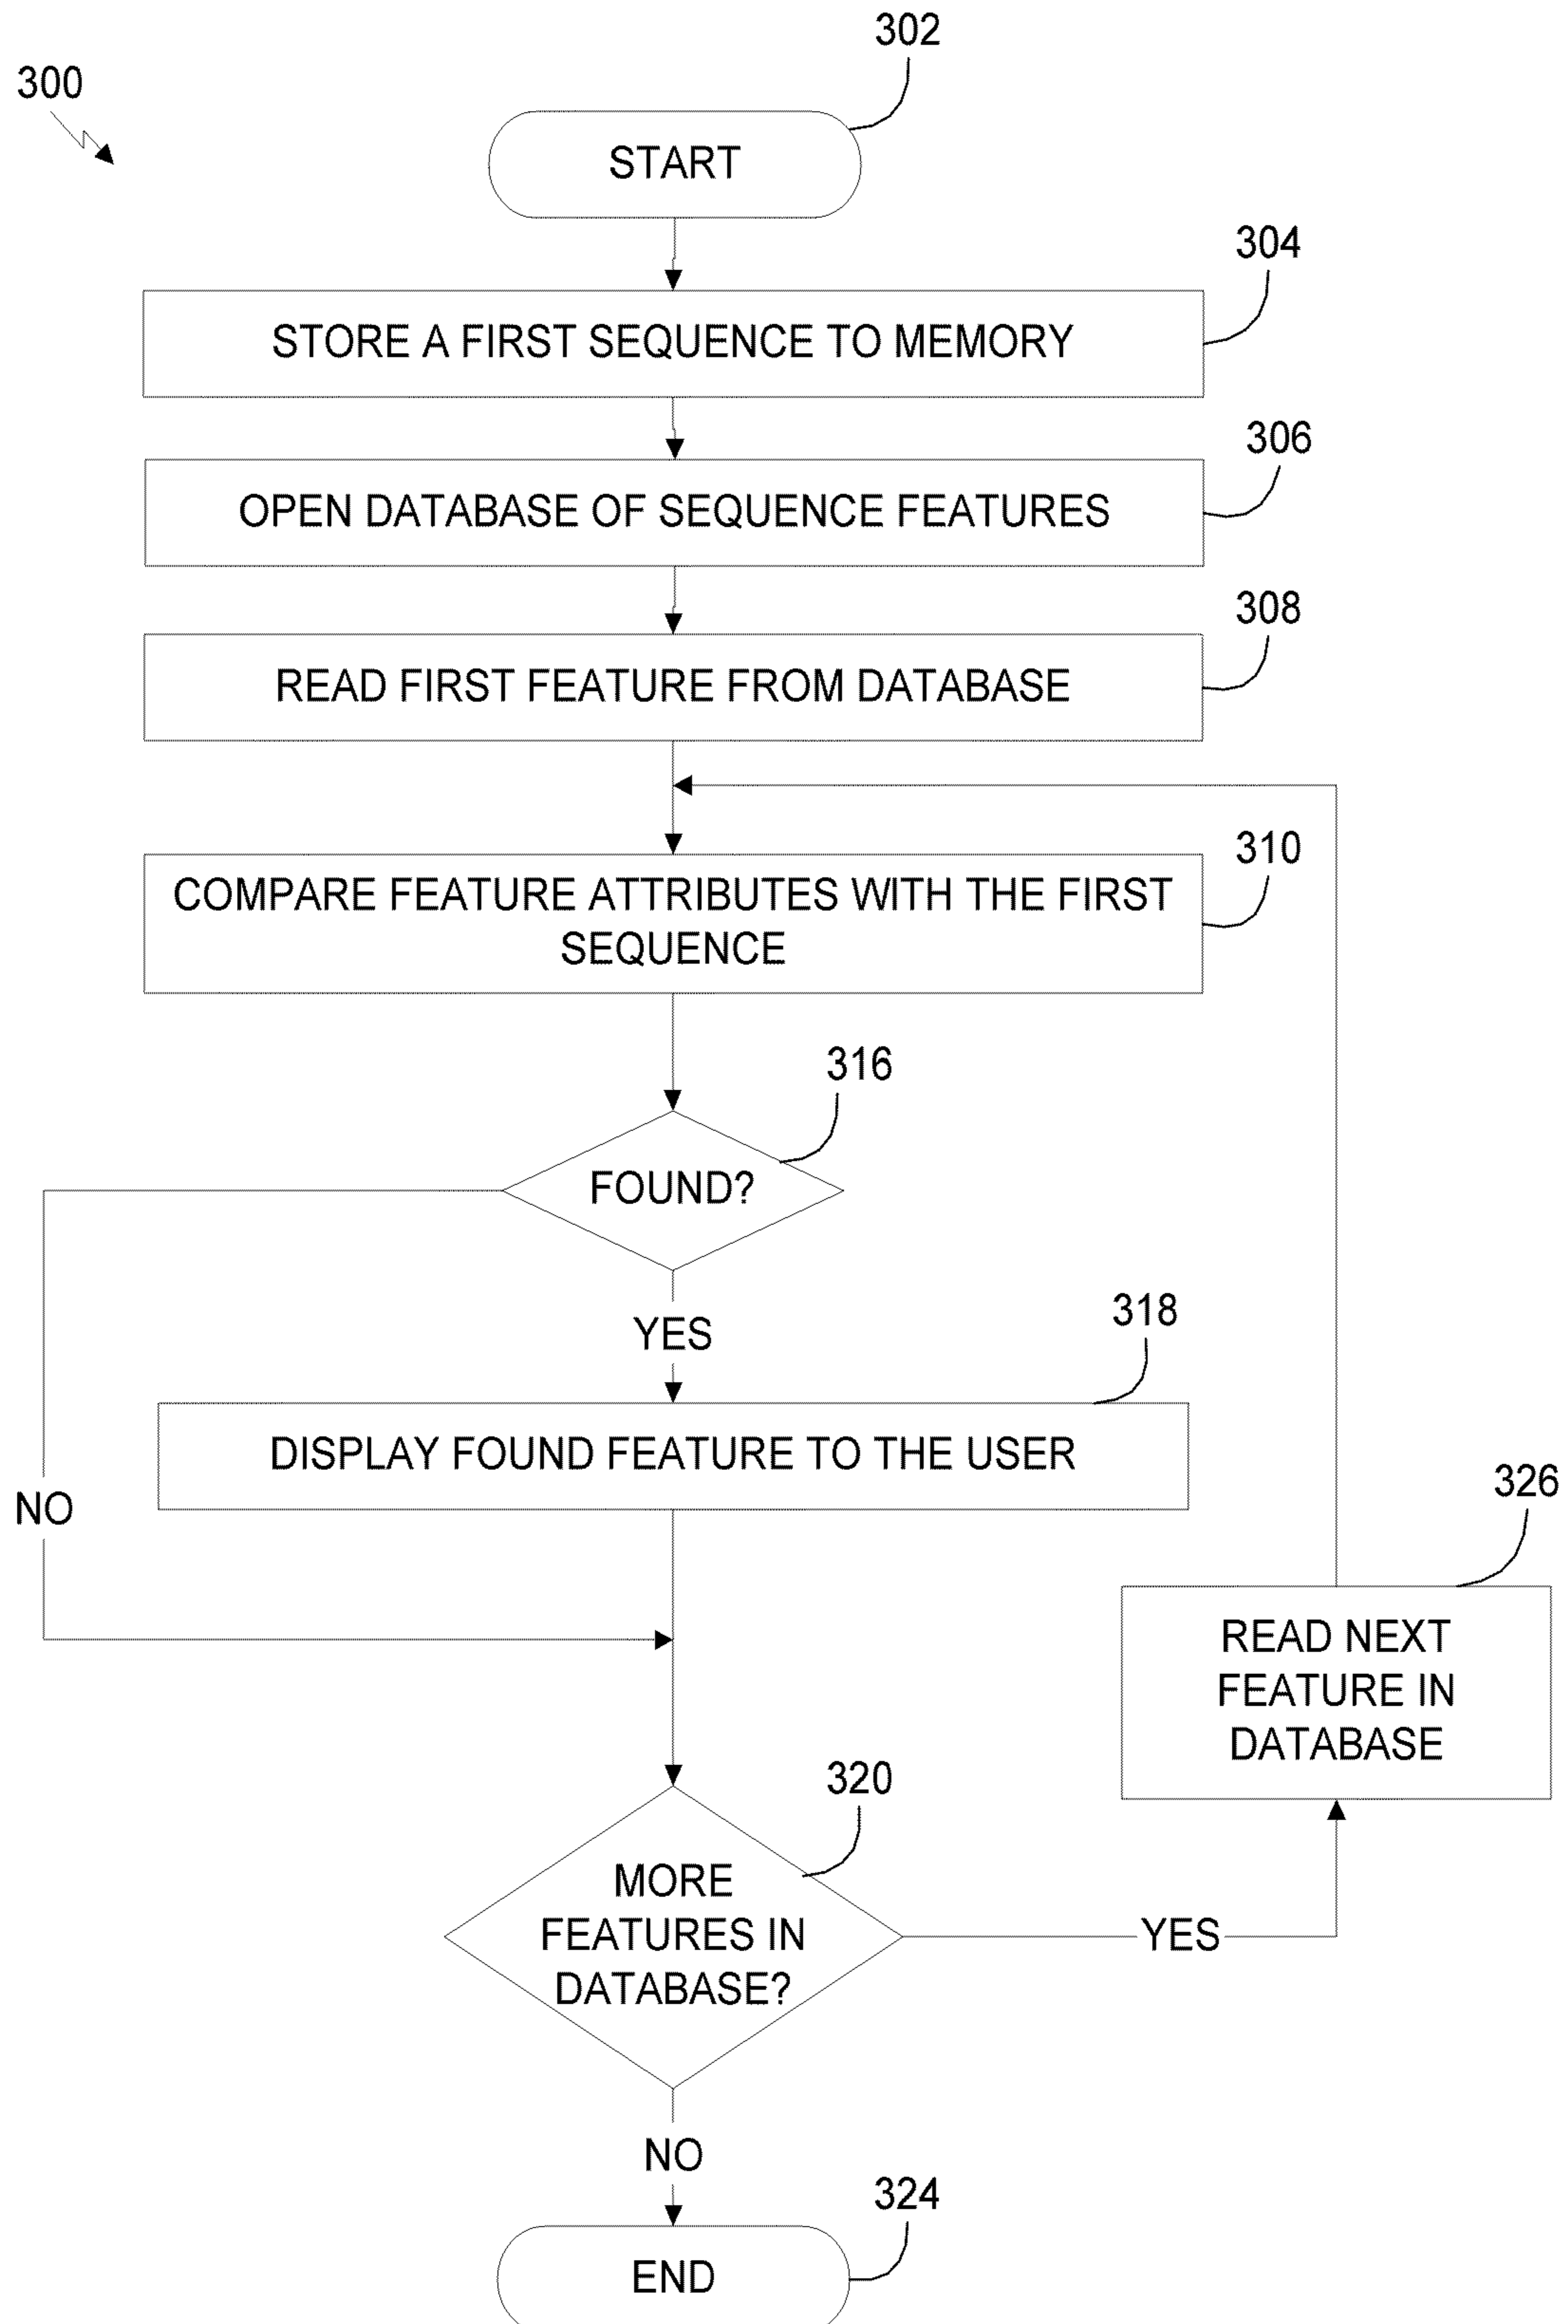 302
300
START
304
STORE A FIRST SEQUENCE TO MEMORY
306
OPEN DATABASE OF SEQUENCE FEATURES
308
READ FIRST FEATURE FROM DATABASE
310
COMPARE FEATURE ATTRIBUTES WITH THE FIRST
SEQUENCE
316
FOUND?
YES
318
DISPLAY FOUND FEATURE TO THE USER
NO
326
READ NEXT
FEATURE IN
DATABASE
320
MORE
FEATURES IN
DATABASE?
YES
NO
324
END